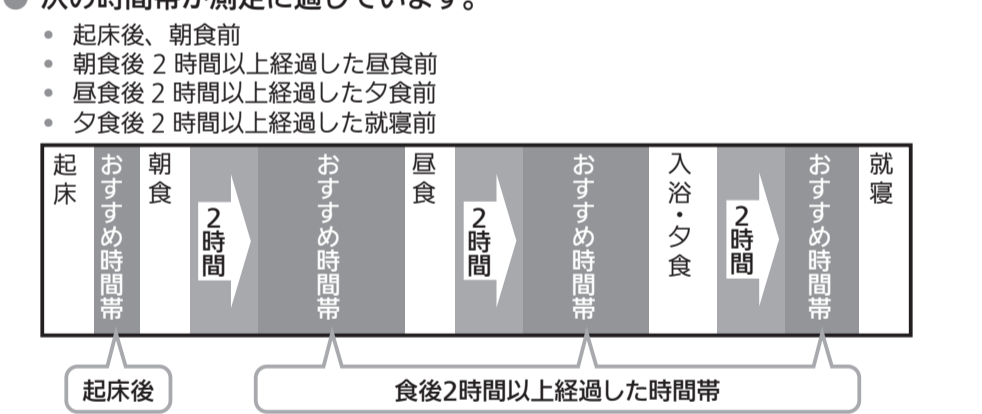 ● 次の時間帯が測定に適しています。
• 起床後、朝食前
• 朝食後 2 時間以上経過した昼食前
• 昼食後 2 時間以上経過した夕食前
• 夕食後 2 時間以上経過した就寝前
起床
おすすめ時間帯
朝食
2時間
おすすめ時間帯
昼食
2時間
おすすめ時間帯
入浴・夕食
2時間
おすすめ時間帯
就寝
起床後
食後2時間以上経過した時間帯